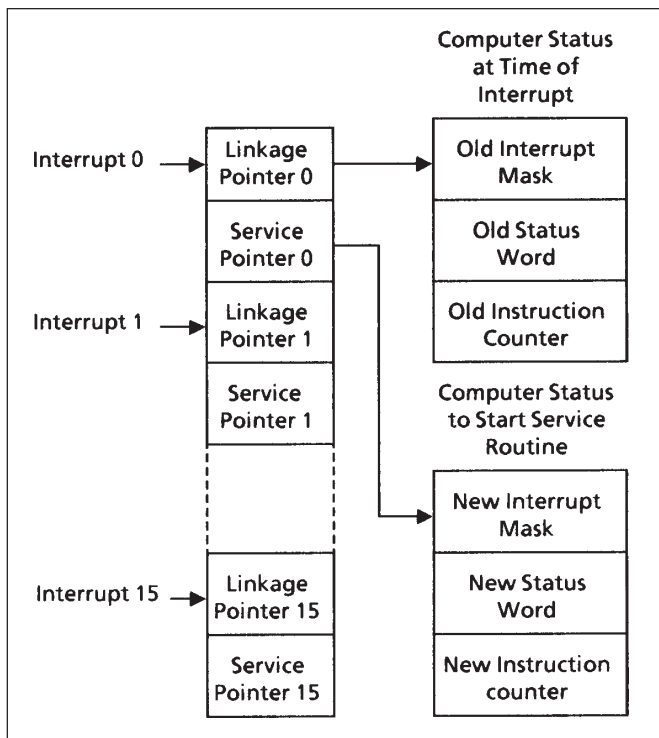 Computer Status
at Time of
Interrupt
Interrupt 0
Linkage
Pointer 0
Old Interrupt
Mask
Service
Pointer 0
Old Status
Word
Interrupt 1
Linkage
Pointer 1
Old Instruction
Counter
Service
Pointer 1
Computer Status
to Start Service
Routine
New Interrupt
Mask
Interrupt 15
Linkage
Pointer 15
New Status
Word
Service
Pointer 15
New Instruction
counter